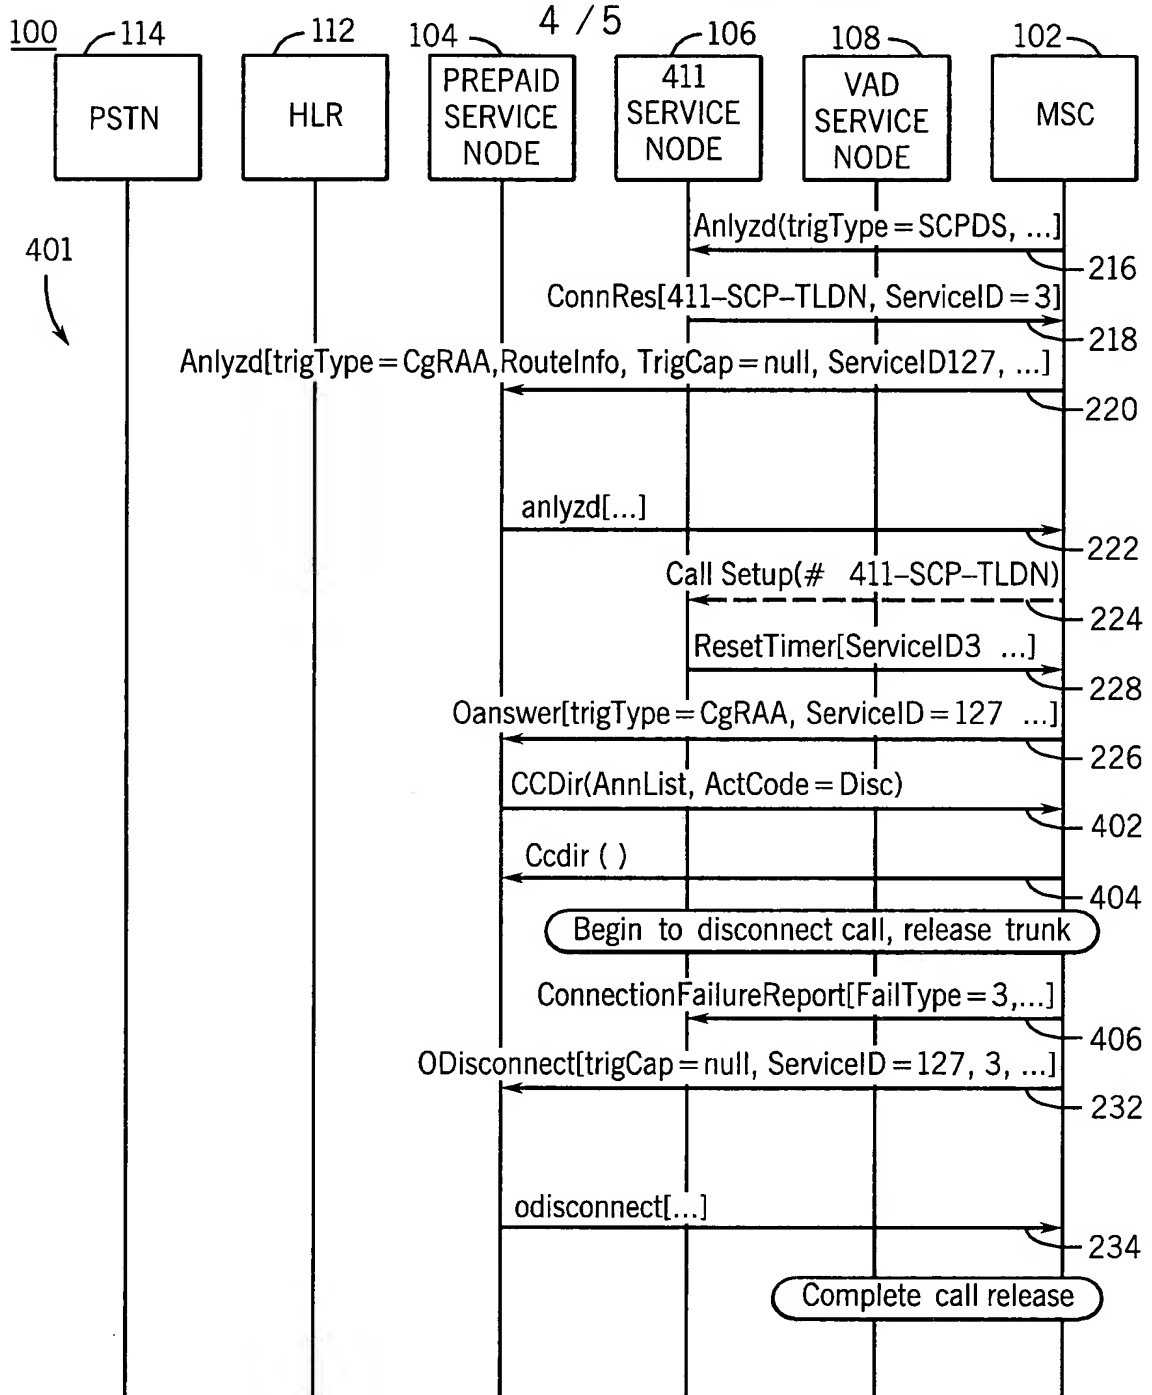 4 / 5
100 114 112 104 106 108 102
PSTN
HLR
PREPAID
SERVICE
NODE
411
SERVICE
NODE
VAD
SERVICE
NODE
MSC
401
Anlyzd(trigType=SCPDS, ...]
216
ConnRes[411–SCP–TLDN, ServiceID=3]
218
Anlyzd[trigType=CgRAA,RouteInfo, TrigCap=null, ServiceID127, ...]
220
anlyzd[...]
222
Call Setup(# 411–SCP–TLDN)
224
ResetTimer[ServiceID3 ...]
228
Oanswer[trigType=CgRAA, ServiceID=127 ...]
226
CCDir(AnnList, ActCode=Disc)
402
Ccdir ( )
404
Begin to disconnect call, release trunk
ConnectionFailureReport[FailType=3,...]
406
ODisconnect[trigCap=null, ServiceID=127, 3, ...]
232
odisconnect[...]
234
Complete call release